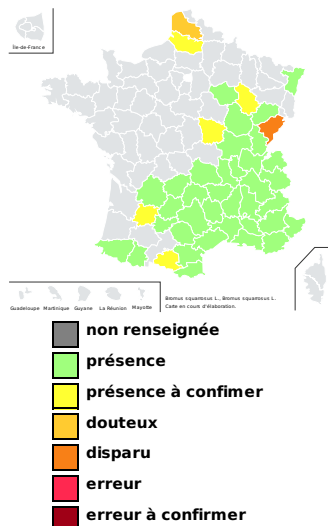 Île-de-France
Guadeloupe Martinique Guyane La Réunion Mayotte
Bromus squarrosus L., Bromus squarrosus L.
Carte en cours d'élaboration.
non renseignée
présence
présence à confimer
douteux
disparu
erreur
erreur à confirmer